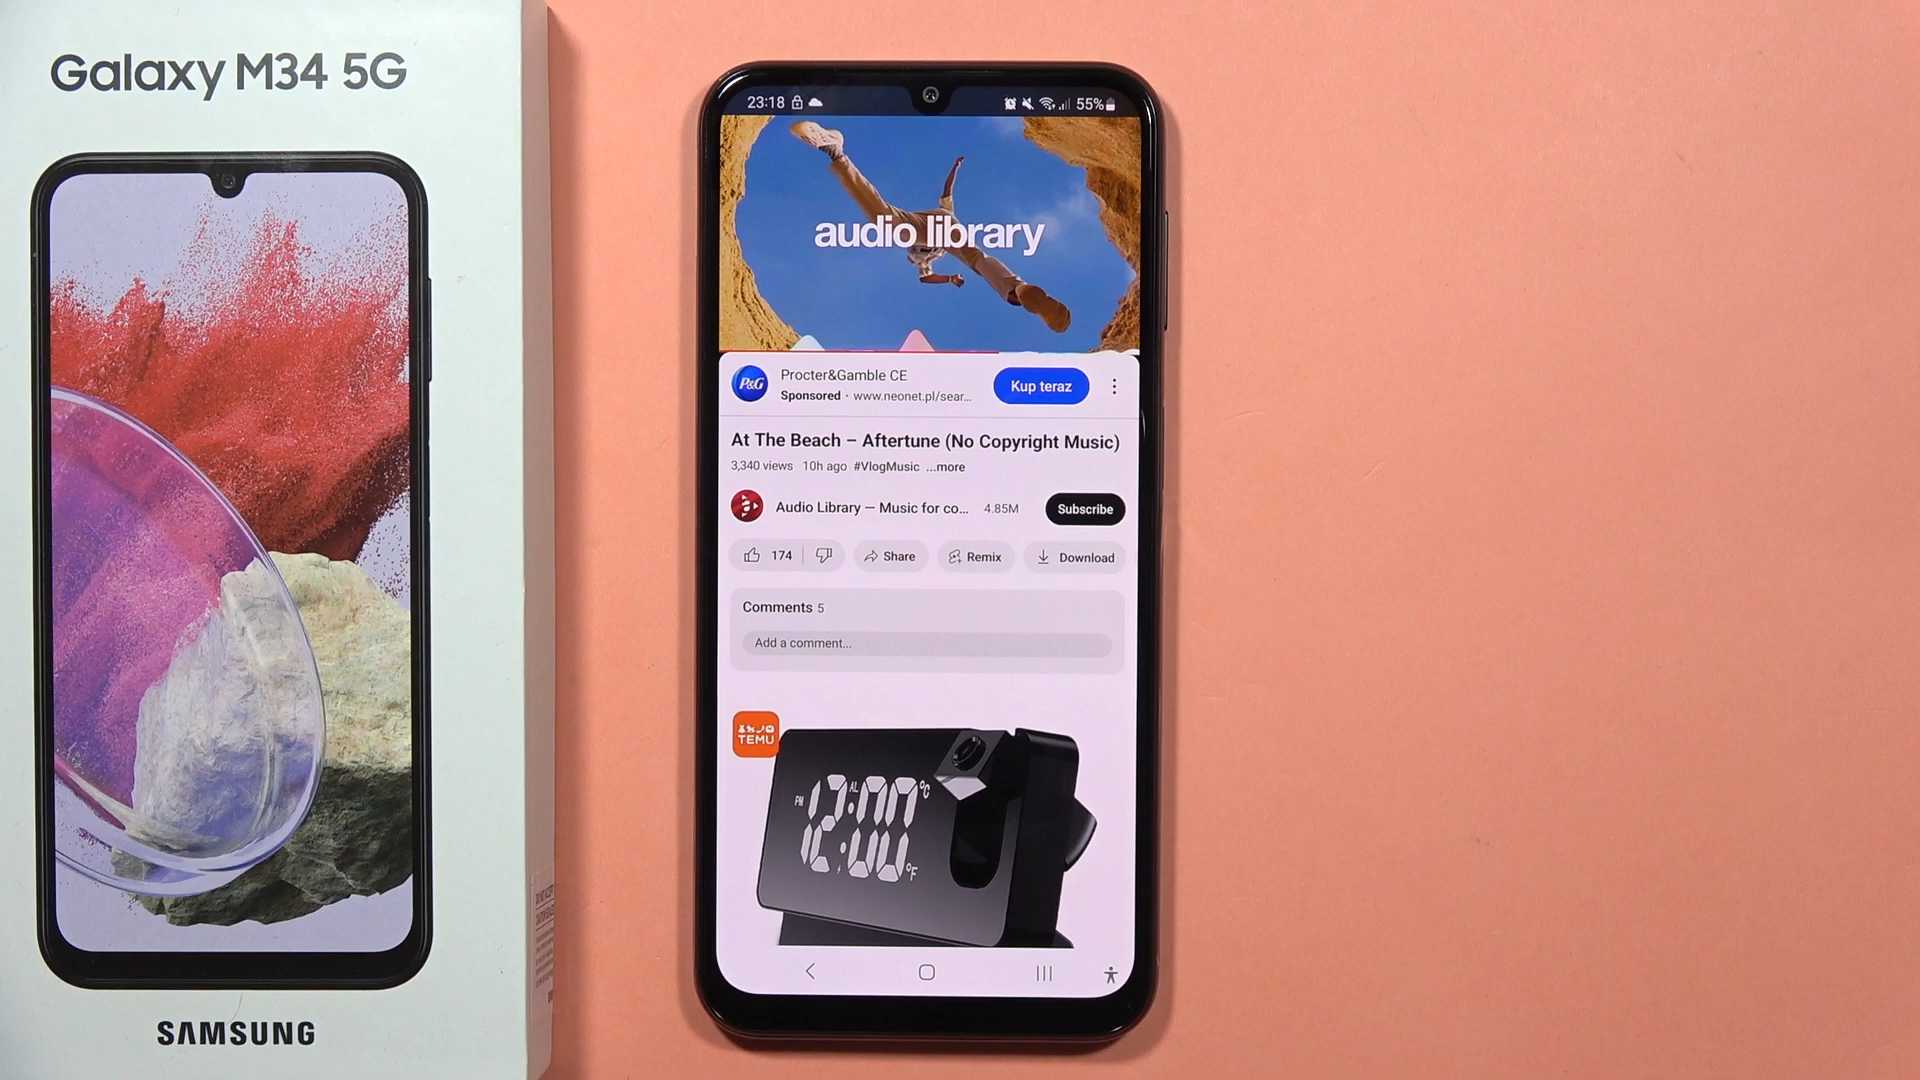 Galaxy M34 5G
SAMSUNG
23:18
55%
audio library
P&G
Procter&Gamble CE
Sponsored · www.neonet.pl/sear...
Kup teraz
At The Beach – Aftertune (No Copyright Music)
3,340 views 10h ago #VlogMusic ...more
Audio Library — Music for co... 4.85M
Subscribe
174
Share
Remix
Download
Comments 5
Add a comment...
TEMU
PM AL 12:00 °C
°F